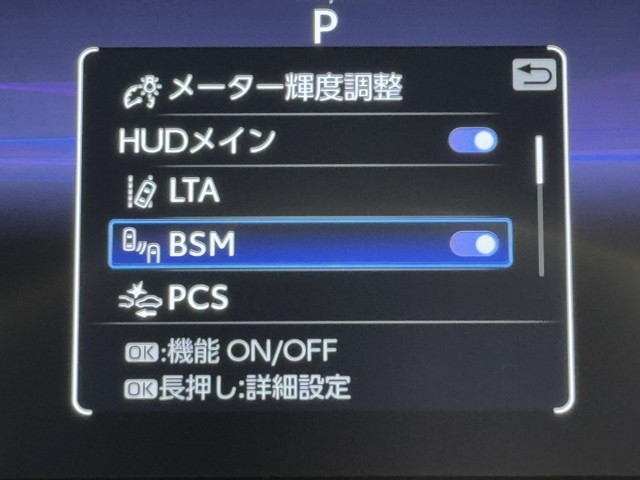 P
メーター輝度調整
HUDメイン
LTA
BSM
PCS
OK:機能 ON/OFF
OK長押し:詳細設定